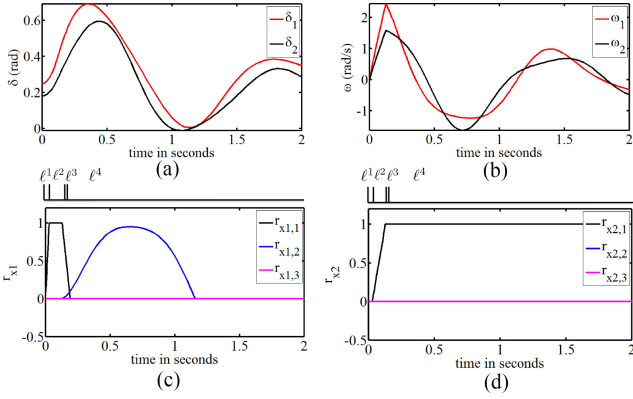 0.6
0.4
0.2
0
δ (rad)
δ1
δ2
0 0.5 1 1.5 2
time in seconds
(a)
2
1
0
-1
ω (rad/s)
ω1
ω2
0 0.5 1 1.5 2
time in seconds
(b)
ℓ1 ℓ2 ℓ3 ℓ4
1
0.5
0
-0.5
rx1
rx1,1
rx1,2
rx1,3
0 0.5 1 1.5 2
time in seconds
(c)
ℓ1 ℓ2 ℓ3 ℓ4
1
0.5
0
-0.5
rx2
rx2,1
rx2,2
rx2,3
0 0.5 1 1.5 2
time in seconds
(d)